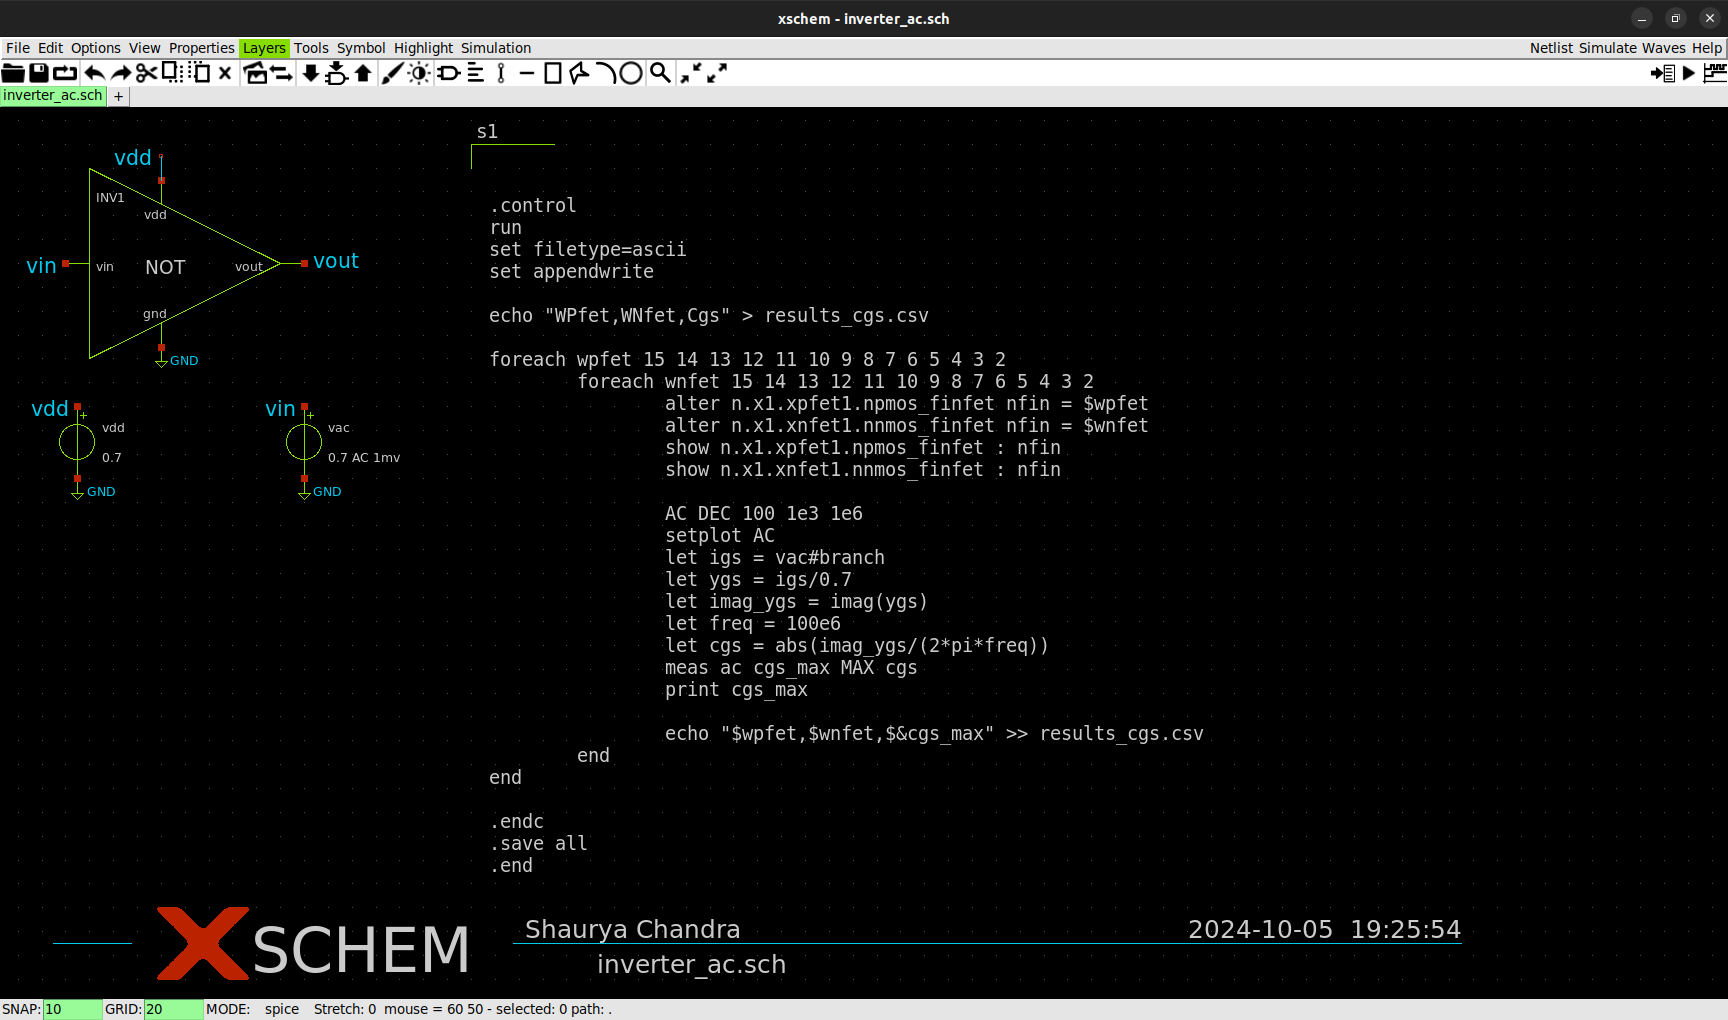 xschem - inverter_ac.sch
File Edit Options View Properties Layers Tools Symbol Highlight Simulation Netlist Simulate Waves Help
inverter_ac.sch +
s1
vdd
INV1
vdd
vin
vin
NOT
vout
vout
gnd
GND
vdd
+
vdd
0.7
GND
vin
+
vac
0.7 AC 1mv
GND
.control
run
set filetype=ascii
set appendwrite
echo "WPfet,WNfet,Cgs" > results_cgs.csv
foreach wpfet 15 14 13 12 11 10 9 8 7 6 5 4 3 2
foreach wnfet 15 14 13 12 11 10 9 8 7 6 5 4 3 2
alter n.x1.xpfet1.npmos_finfet nfin = $wpfet
alter n.x1.xnfet1.nnmos_finfet nfin = $wnfet
show n.x1.xpfet1.npmos_finfet : nfin
show n.x1.xnfet1.nnmos_finfet : nfin
AC DEC 100 1e3 1e6
setplot AC
let igs = vac#branch
let ygs = igs/0.7
let imag_ygs = imag(ygs)
let freq = 100e6
let cgs = abs(imag_ygs/(2*pi*freq))
meas ac cgs_max MAX cgs
print cgs_max
echo "$wpfet,$wnfet,$&cgs_max" >> results_cgs.csv
end
end
.endc
.save all
.end
XSCHEM
Shaurya Chandra
2024-10-05 19:25:54
inverter_ac.sch
SNAP: 10 GRID: 20 MODE: spice Stretch: 0 mouse = 60 50 - selected: 0 path: .